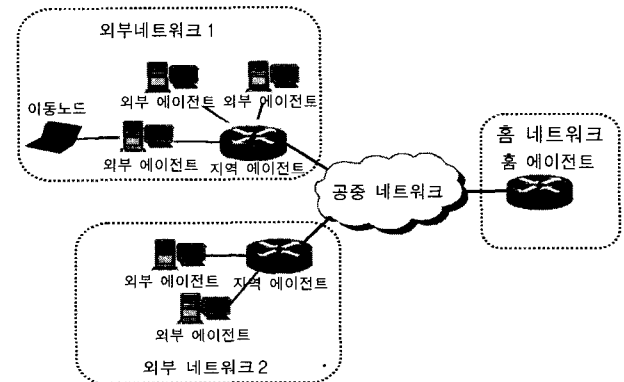 외부네트워크 1
외부 에이전트
외부 에이전트
이동노드
외부 에이전트
지역 에이전트
홈 네트워크
홈 에이전트
공중 네트워크
외부 에이전트
지역 에이전트
외부 에이전트
외부 네트워크2